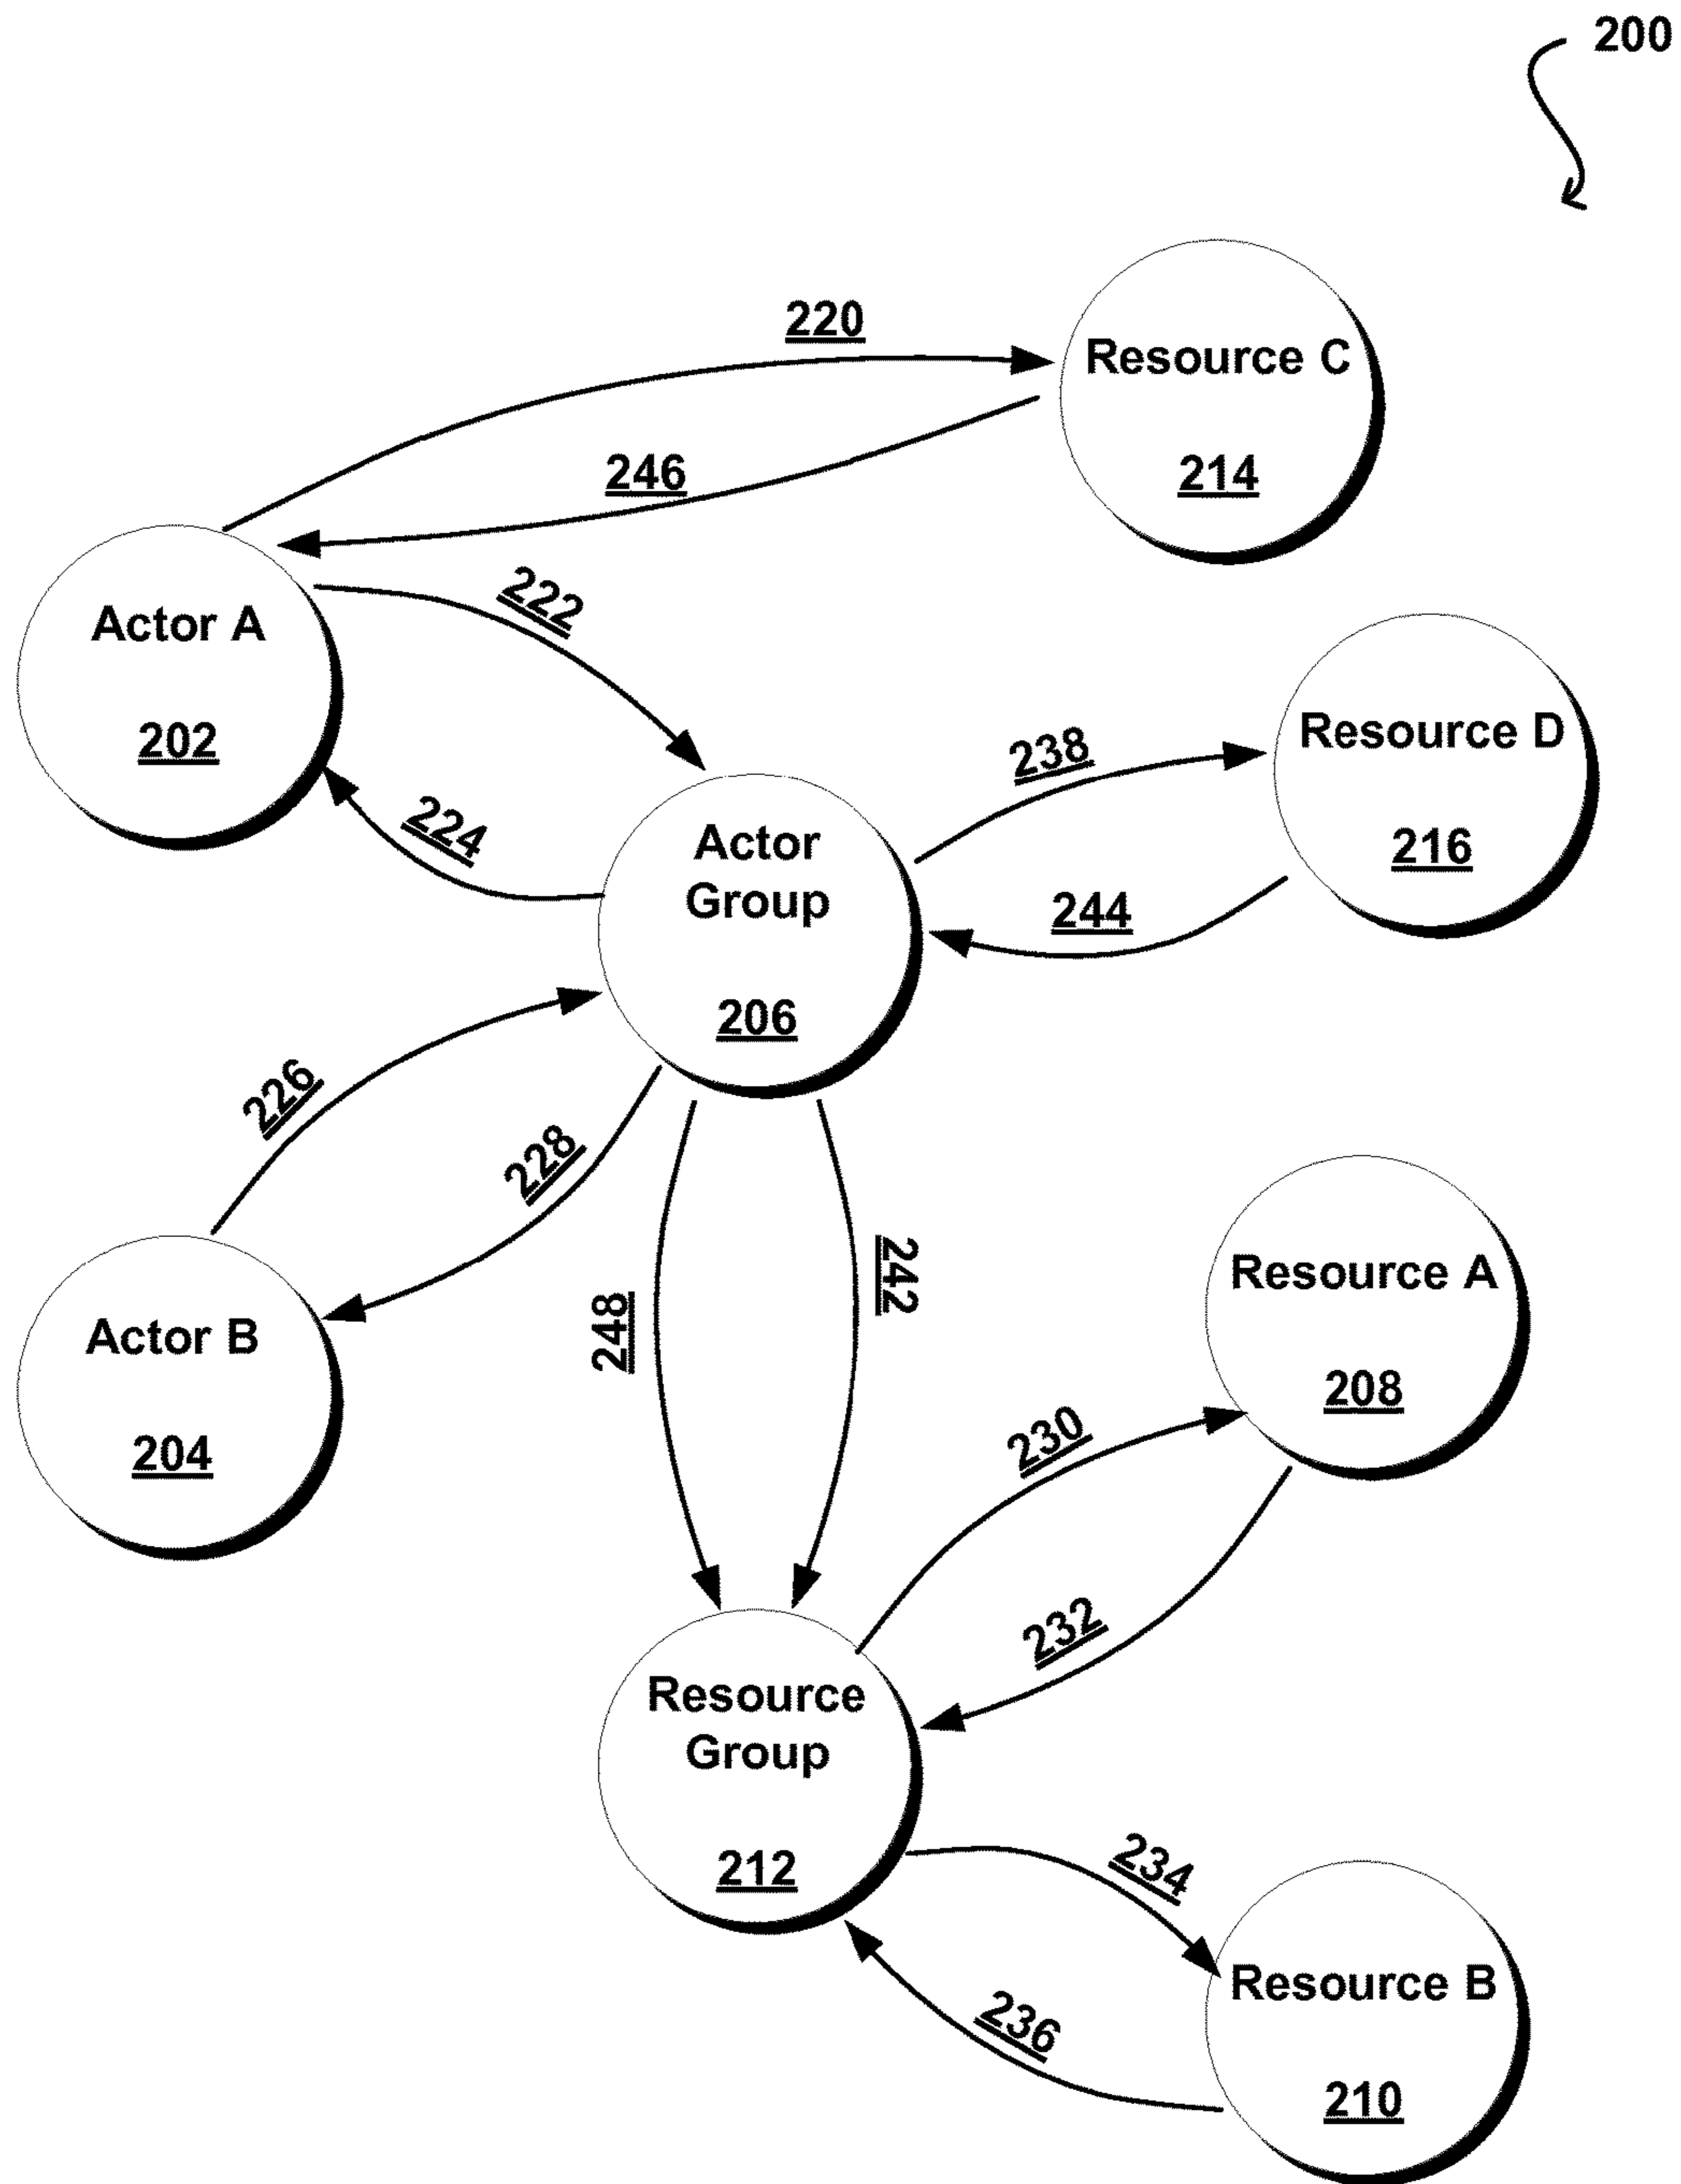 200
220
Resource C
246
214
222
Actor A
202
238
Resource D
224
Actor
Group
216
244
206
226
228
242
Resource A
248
Actor B
208
230
204
232
Resource
Group
234
212
Resource B
236
210